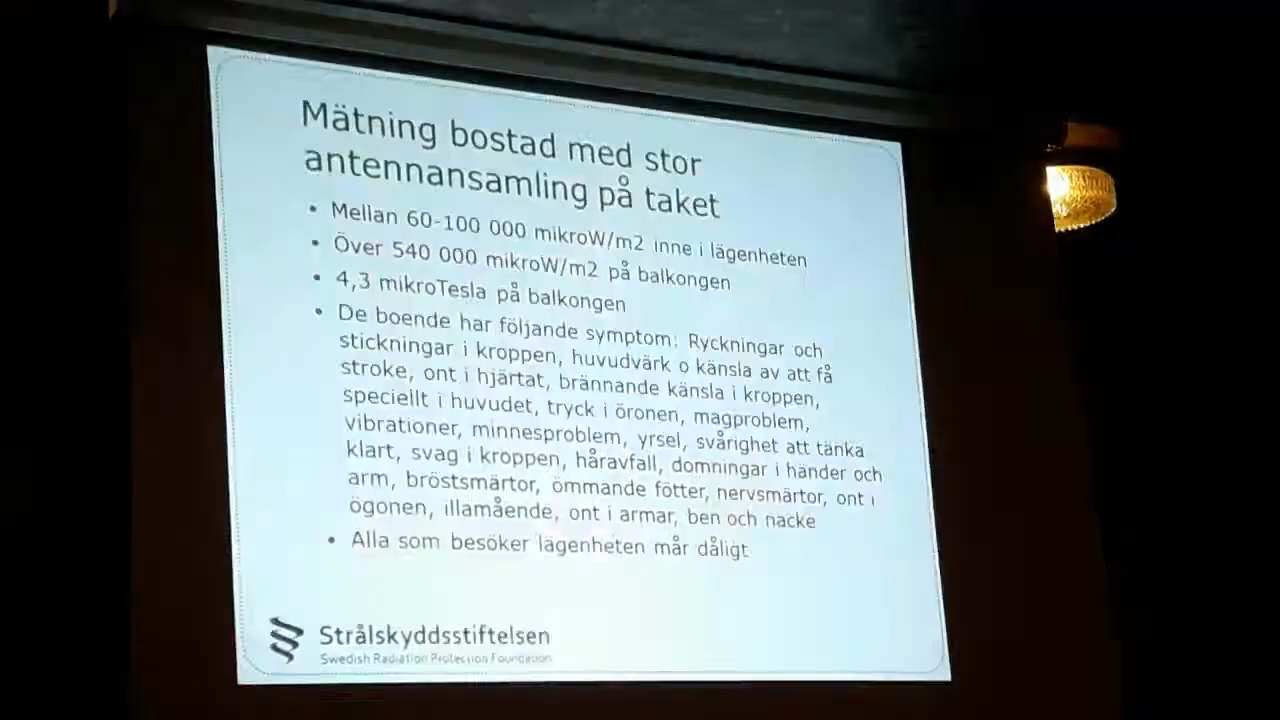 Mätning bostad med stor
antennansamling på taket
• Mellan 60-100 000 mikroW/m2 inne i lägenheten
• Över 540 000 mikroW/m2 på balkongen
• 4,3 mikroTesla på balkongen
• De boende har följande symptom: Ryckningar och
stickningar i kroppen, huvudvärk o känsla av att få
stroke, ont i hjärtat, brännande känsla i kroppen,
speciellt i huvudet, tryck i öronen, magproblem,
vibrationer, minnesproblem, yrsel, svårighet att tänka
klart, svag i kroppen, håravfall, domningar i händer och
arm, bröstsmärtor, ömmande fötter, nervsmärtor, ont i
ögonen, illamående, ont i armar, ben och nacke
• Alla som besöker lägenheten mår dåligt
Strålskyddsstiftelsen
Swedish Radiation Protection Foundation